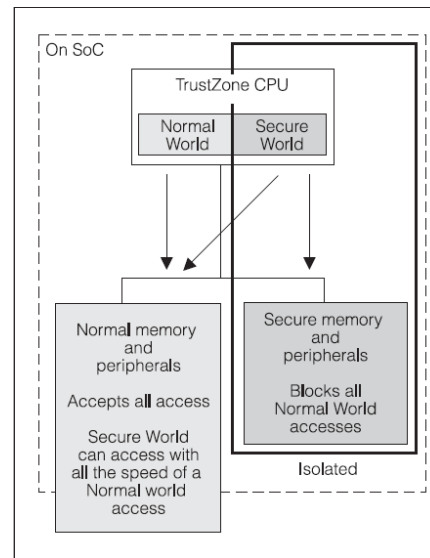 On SoC
TrustZone CPU
Normal
World
Secure
World
Normal memory
and
peripherals
Accepts all access
Secure World
can access with
all the speed of a
Normal world
access
Secure memory
and
peripherals
Blocks all
Normal World
accesses
Isolated